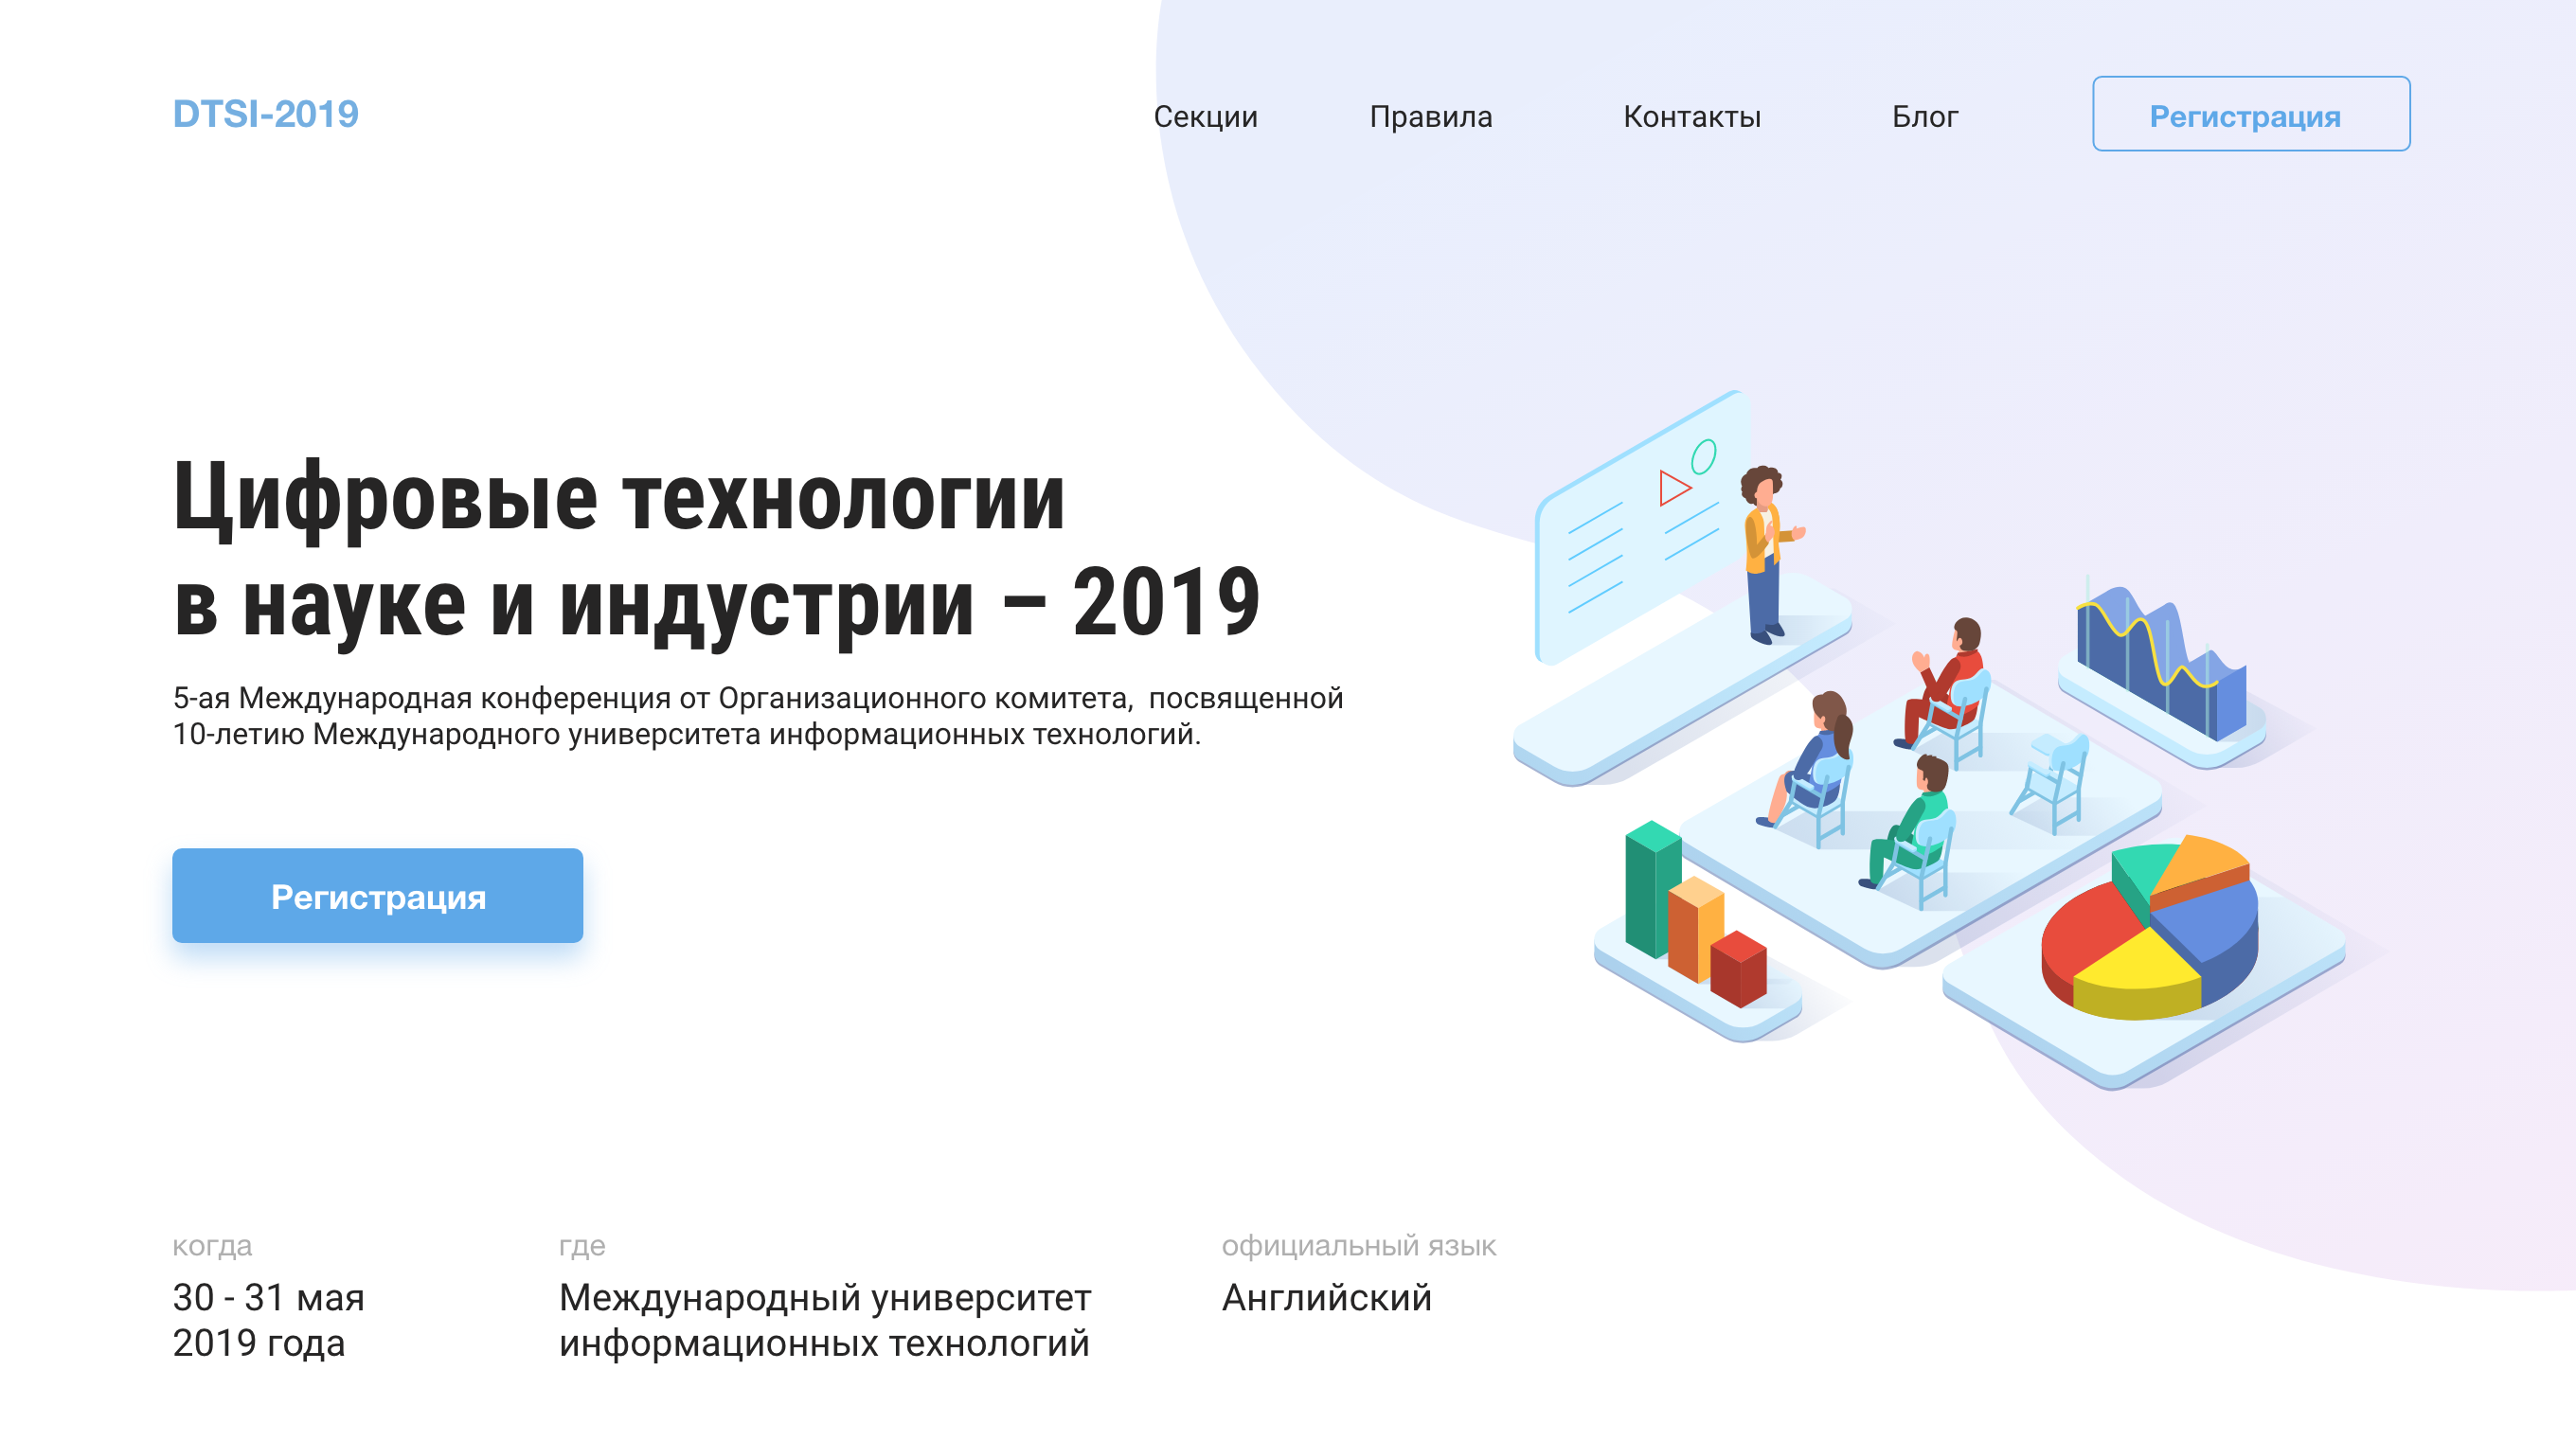 DTSI-2019
Секции
Правила
Контакты
Блог
Регистрация
Цифровые технологии
в науке и индустрии – 2019
5-ая Международная конференция от Организационного комитета,  посвященной
10-летию Международного университета информационных технологий.
Регистрация
когда
30 - 31 мая
2019 года
где
Международный университет
информационных технологий
официальный язык
Английский